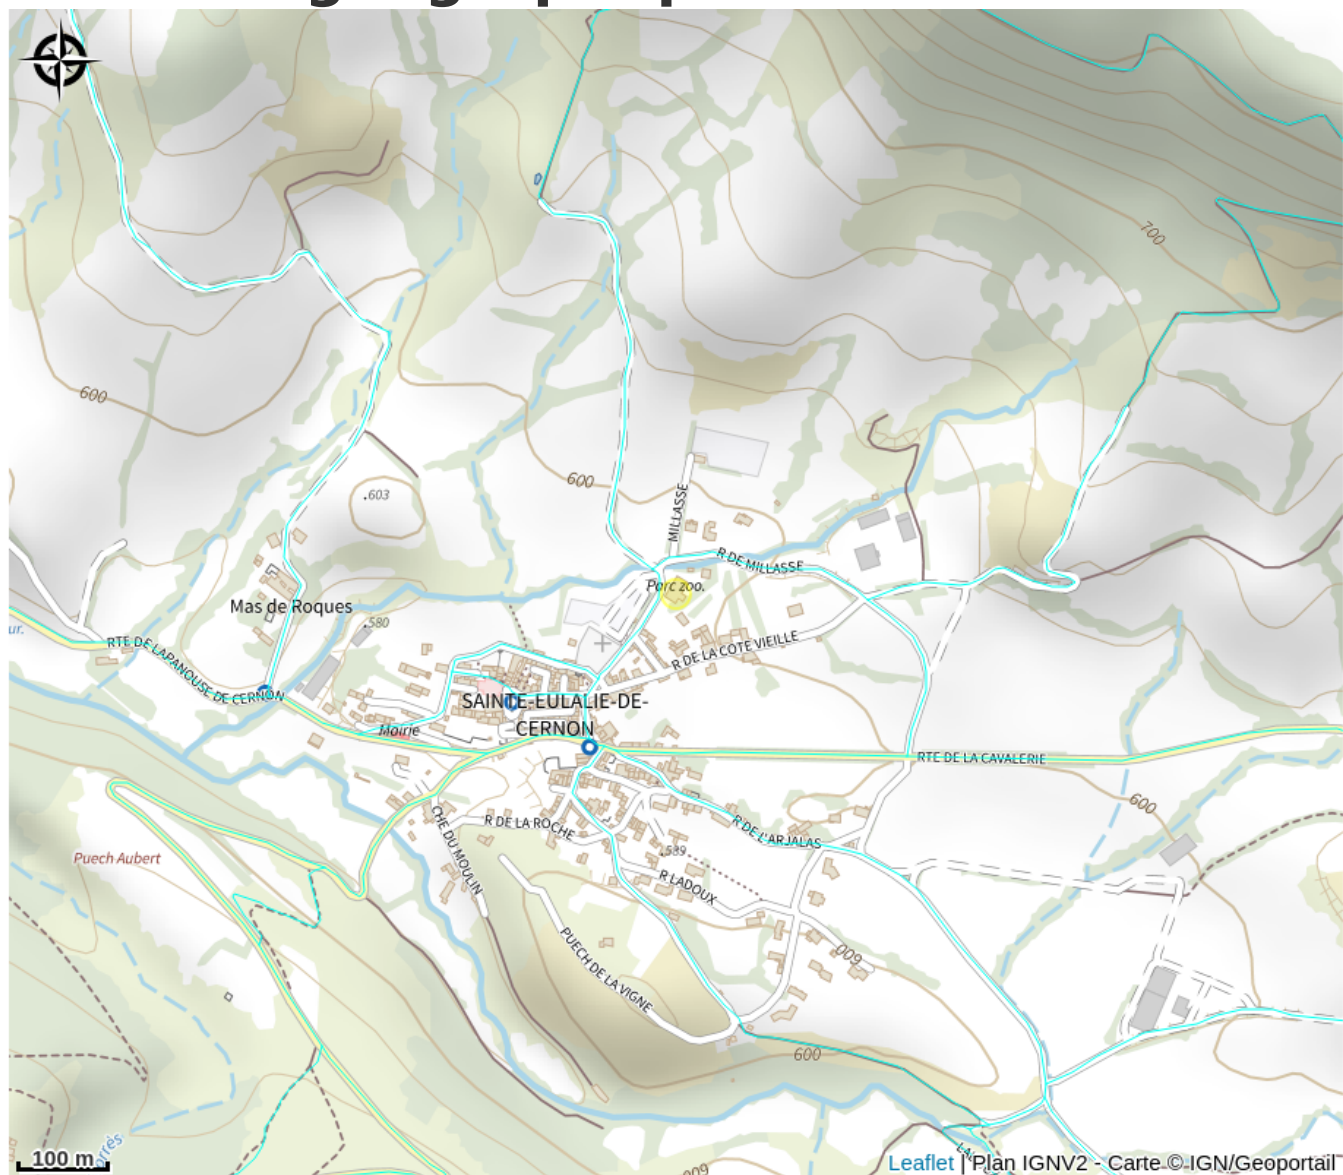 700
600
600
.603
MILLASSE
R DE MILLASSE
Parc zoo.
Mas de Roques
.580
ur.
RTE DE LAPANOUSE DE CERNON
R DE LA COTE VIEILLE
SAINTE-EULALIE-DE-
CERNON
Mairie
RTE DE LA CAVALERIE
600
CHE DU MOULIN
R DE LA ROCHE
R DE L'ARJALAS
.589
Puech Aubert
R LADOUX
PUECH DE LA VIGNE
600
600
orrés
100 m
600
Leaflet | Plan IGNV2 - Carte © IGN/Geoportail